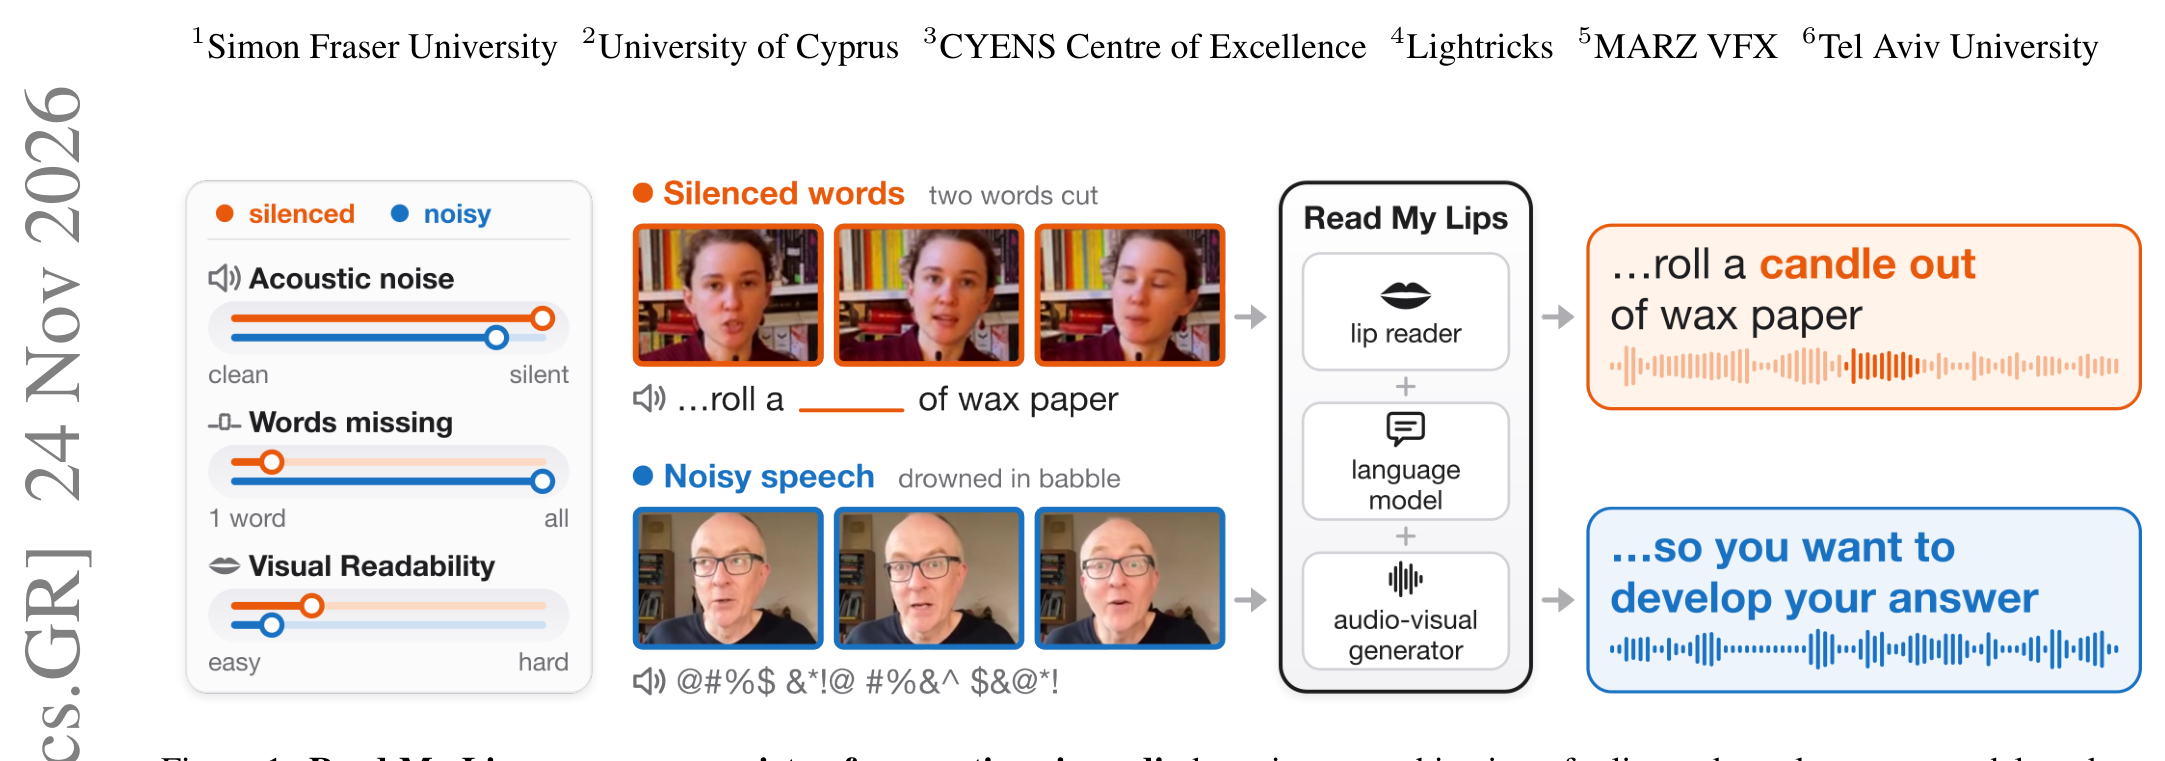 ¹Simon Fraser University ²University of Cyprus ³CYENS Centre of Excellence ⁴Lightricks ⁵MARZ VFX ⁶Tel Aviv University
cs.GR] 24 Nov 2026
silenced noisy
Acoustic noise
clean silent
Words missing
1 word all
Visual Readability
easy hard
Silenced words two words cut
...roll a ______ of wax paper
Noisy speech drowned in babble
@#%$ &*!@ #%&^ $&@*!
Read My Lips
lip reader
+
language
model
+
audio-visual
generator
...roll a candle out
of wax paper
...so you want to
develop your answer